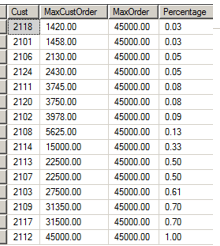 Cust MaxCustOrder MaxOrder Percentage
2118 1420.00 45000.00 0.03
2101 1458.00 45000.00 0.03
2106 2130.00 45000.00 0.05
2124 2430.00 45000.00 0.05
2111 3745.00 45000.00 0.08
2120 3750.00 45000.00 0.08
2102 3978.00 45000.00 0.09
2108 5625.00 45000.00 0.13
2114 15000.00 45000.00 0.33
2113 22500.00 45000.00 0.50
2107 22500.00 45000.00 0.50
2103 27500.00 45000.00 0.61
2109 31350.00 45000.00 0.70
2117 31500.00 45000.00 0.70
2112 45000.00 45000.00 1.00